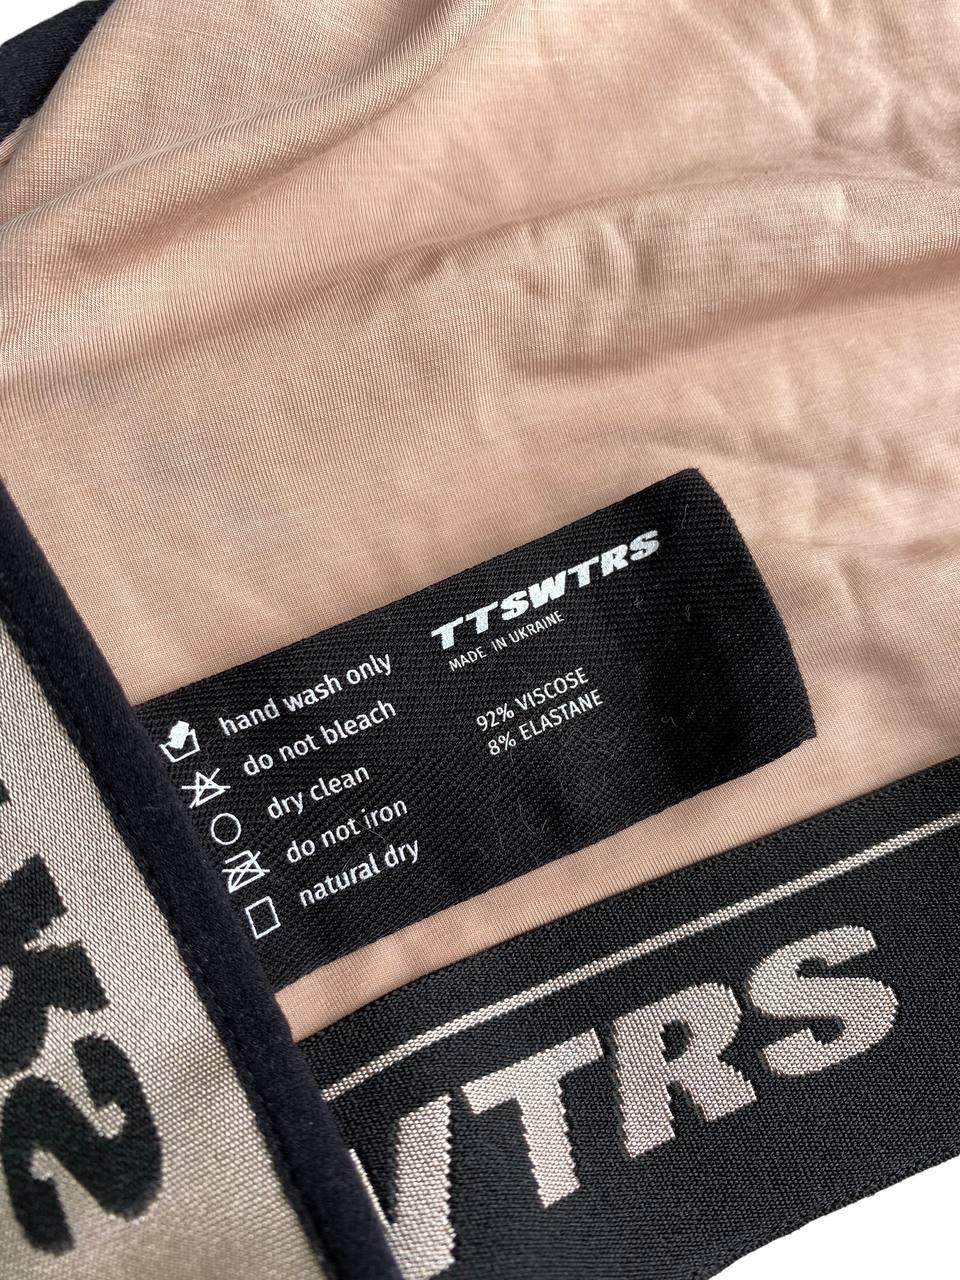 TTSWTRS
MADE IN UKRAINE
hand wash only
do not bleach
dry clean
do not iron
natural dry
92% VISCOSE
8% ELASTANE
WTRS